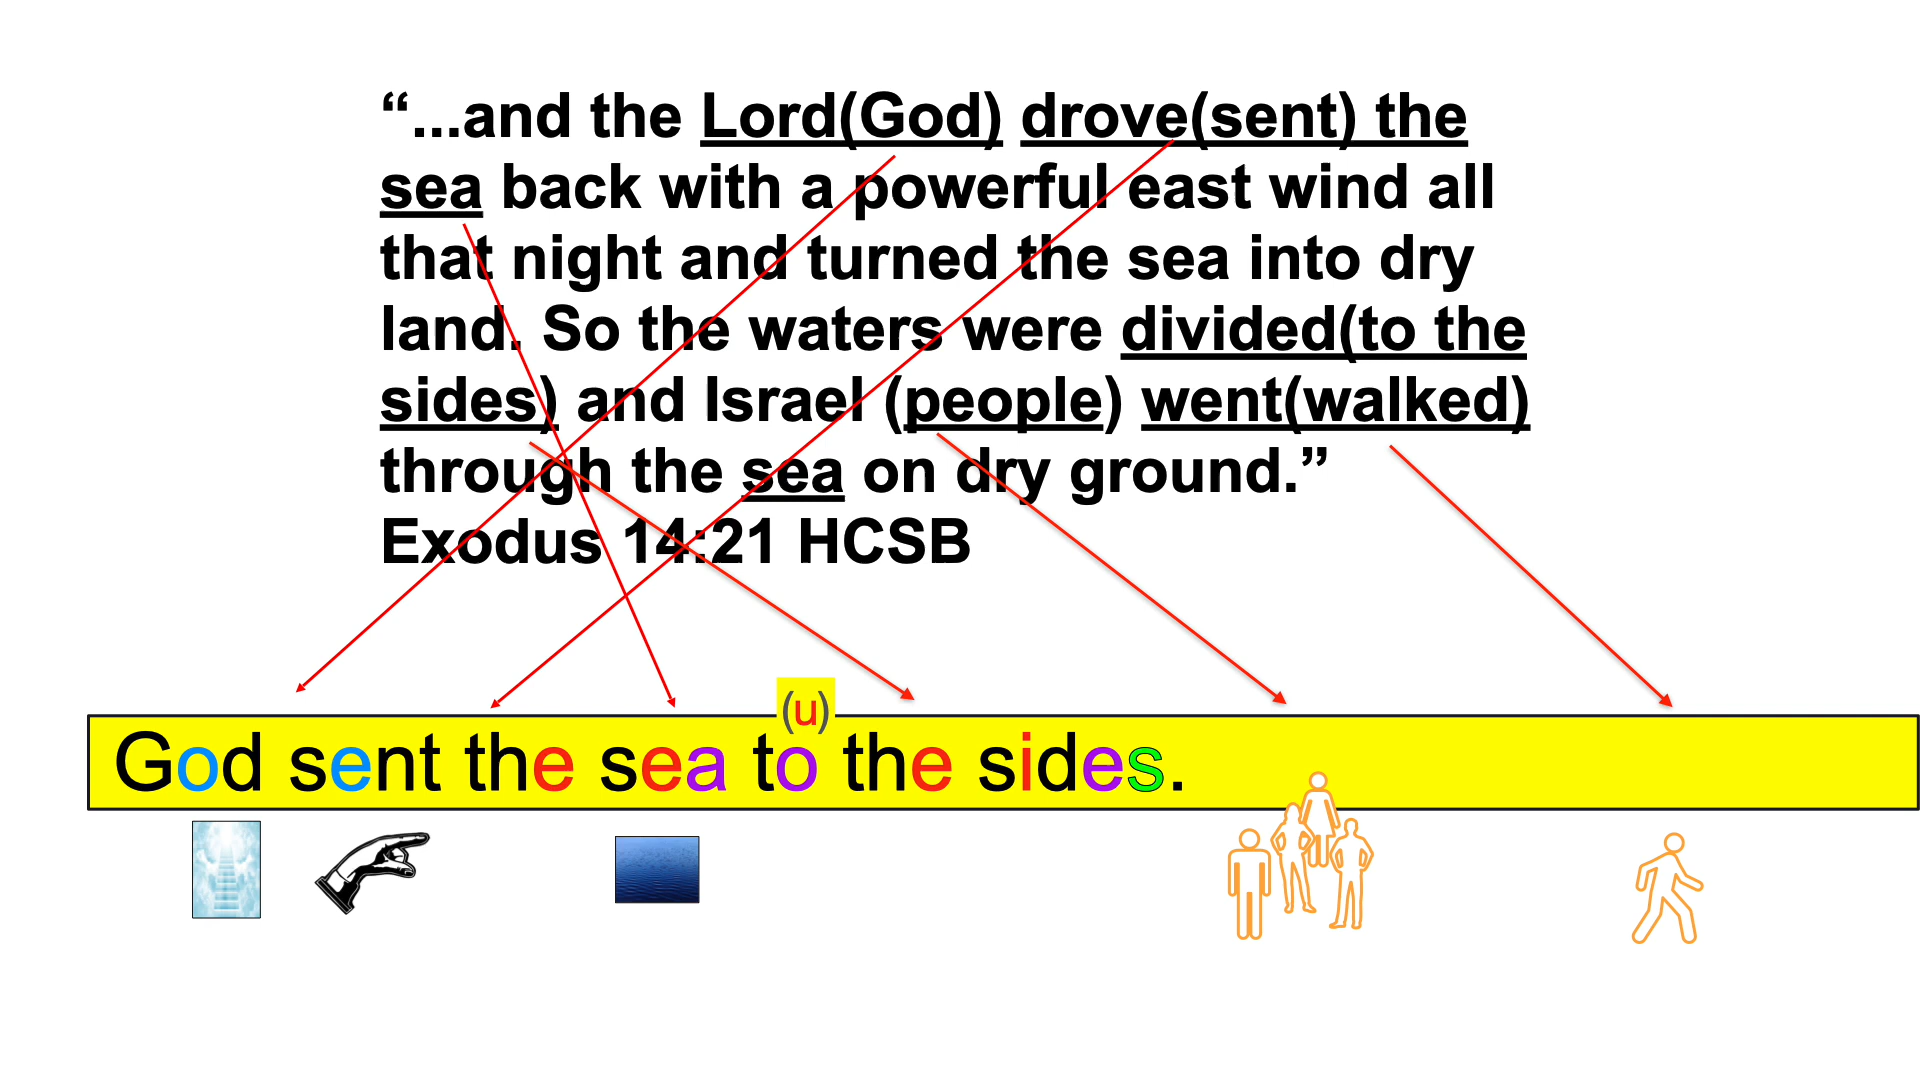 “...and the Lord(God) drove(sent) the
sea back with a powerful east wind all
that night and turned the sea into dry
land. So the waters were divided(to the
sides) and Israel (people) went(walked)
through the sea on dry ground.”
Exodus 14:21 HCSB
(u)
God sent the sea to the sides.